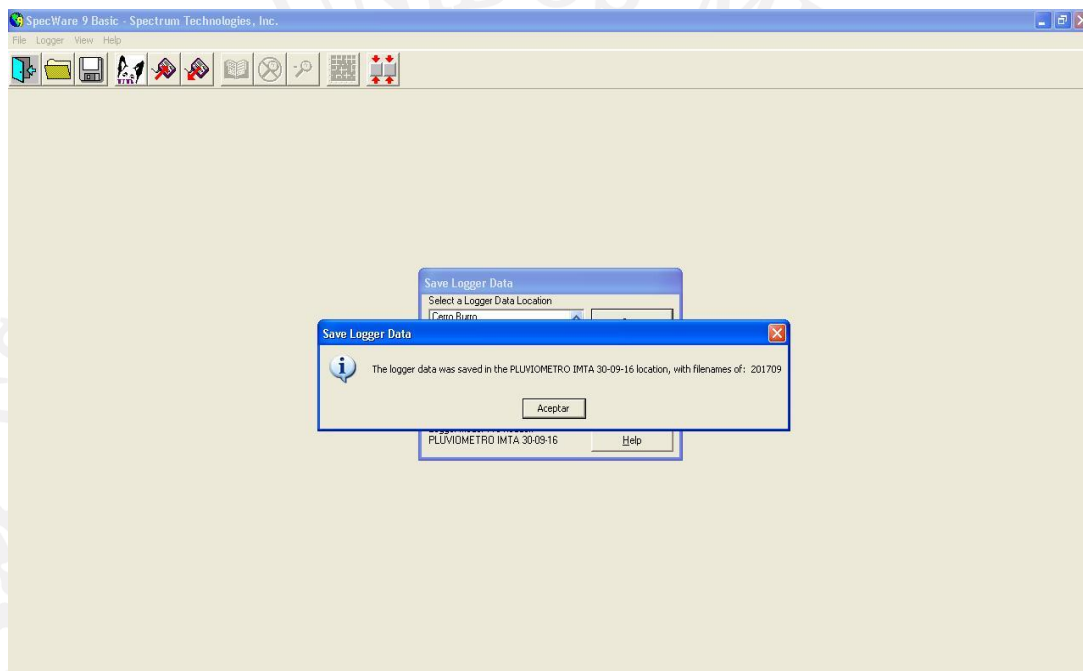 SpecWare 9 Basic - Spectrum Technologies, Inc.
File Logger View Help
Save Logger Data
Select a Logger Data Location
Cerro Burro
Save Logger Data
The logger data was saved in the PLUVIOMETRO IMTA 30-09-16 location, with filenames of: 201709
Aceptar
PLUVIOMETRO IMTA 30-09-16
Help